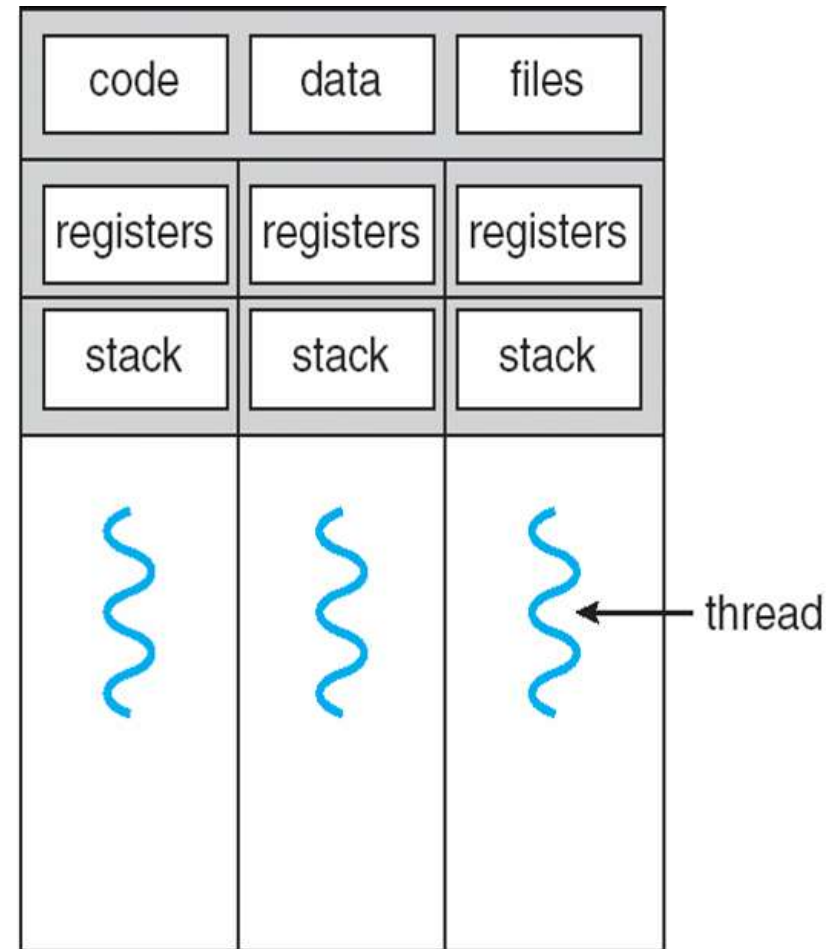 code data files
registers registers registers
stack stack stack
thread